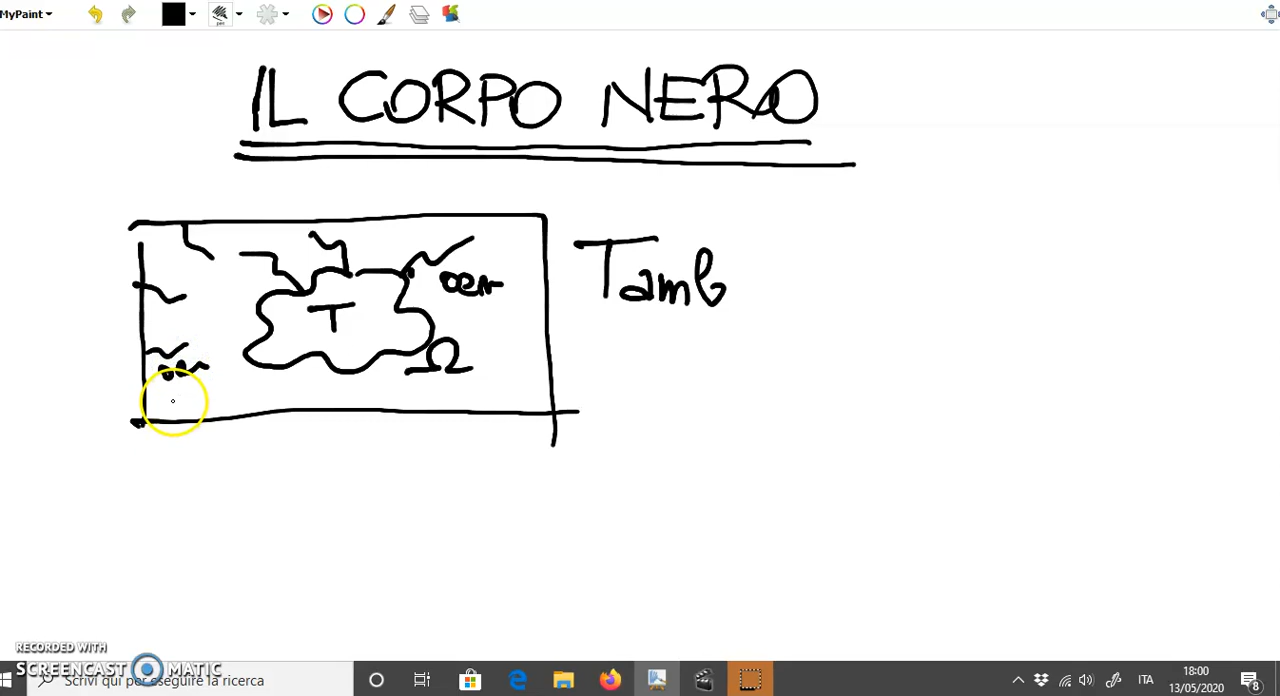 MyPaint
IL CORPO NERO
T
Ω
Tamb
RECORDED WITH
SCREENCAST MATIC
Scrivi qui per eseguire la ricerca
ITA
18:00
13/05/2020
8